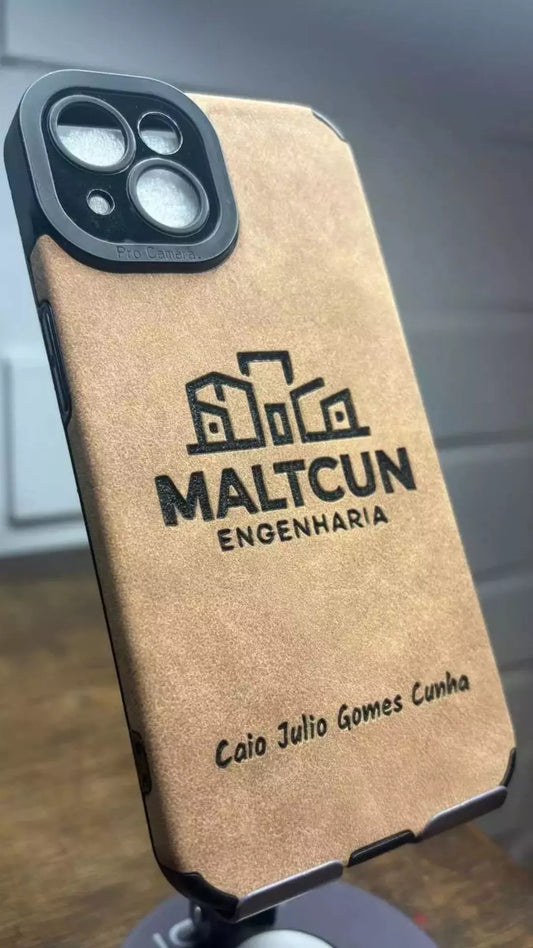 Pro Camera.
MALTCUN
ENGENHARIA
Caio Julio Gomes Cunha